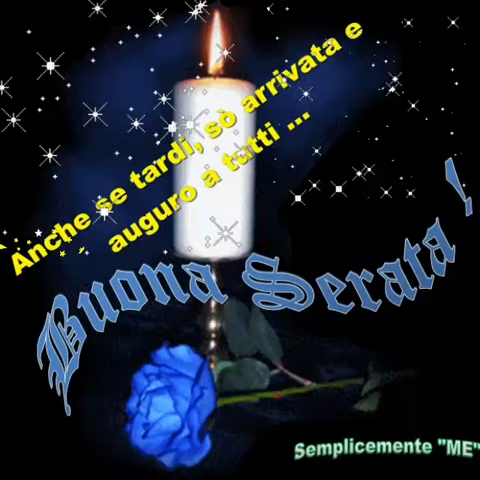 Anche se tardi, sò arrivata e
auguro a tutti ...
Buona Serata !
Semplicemente "ME"